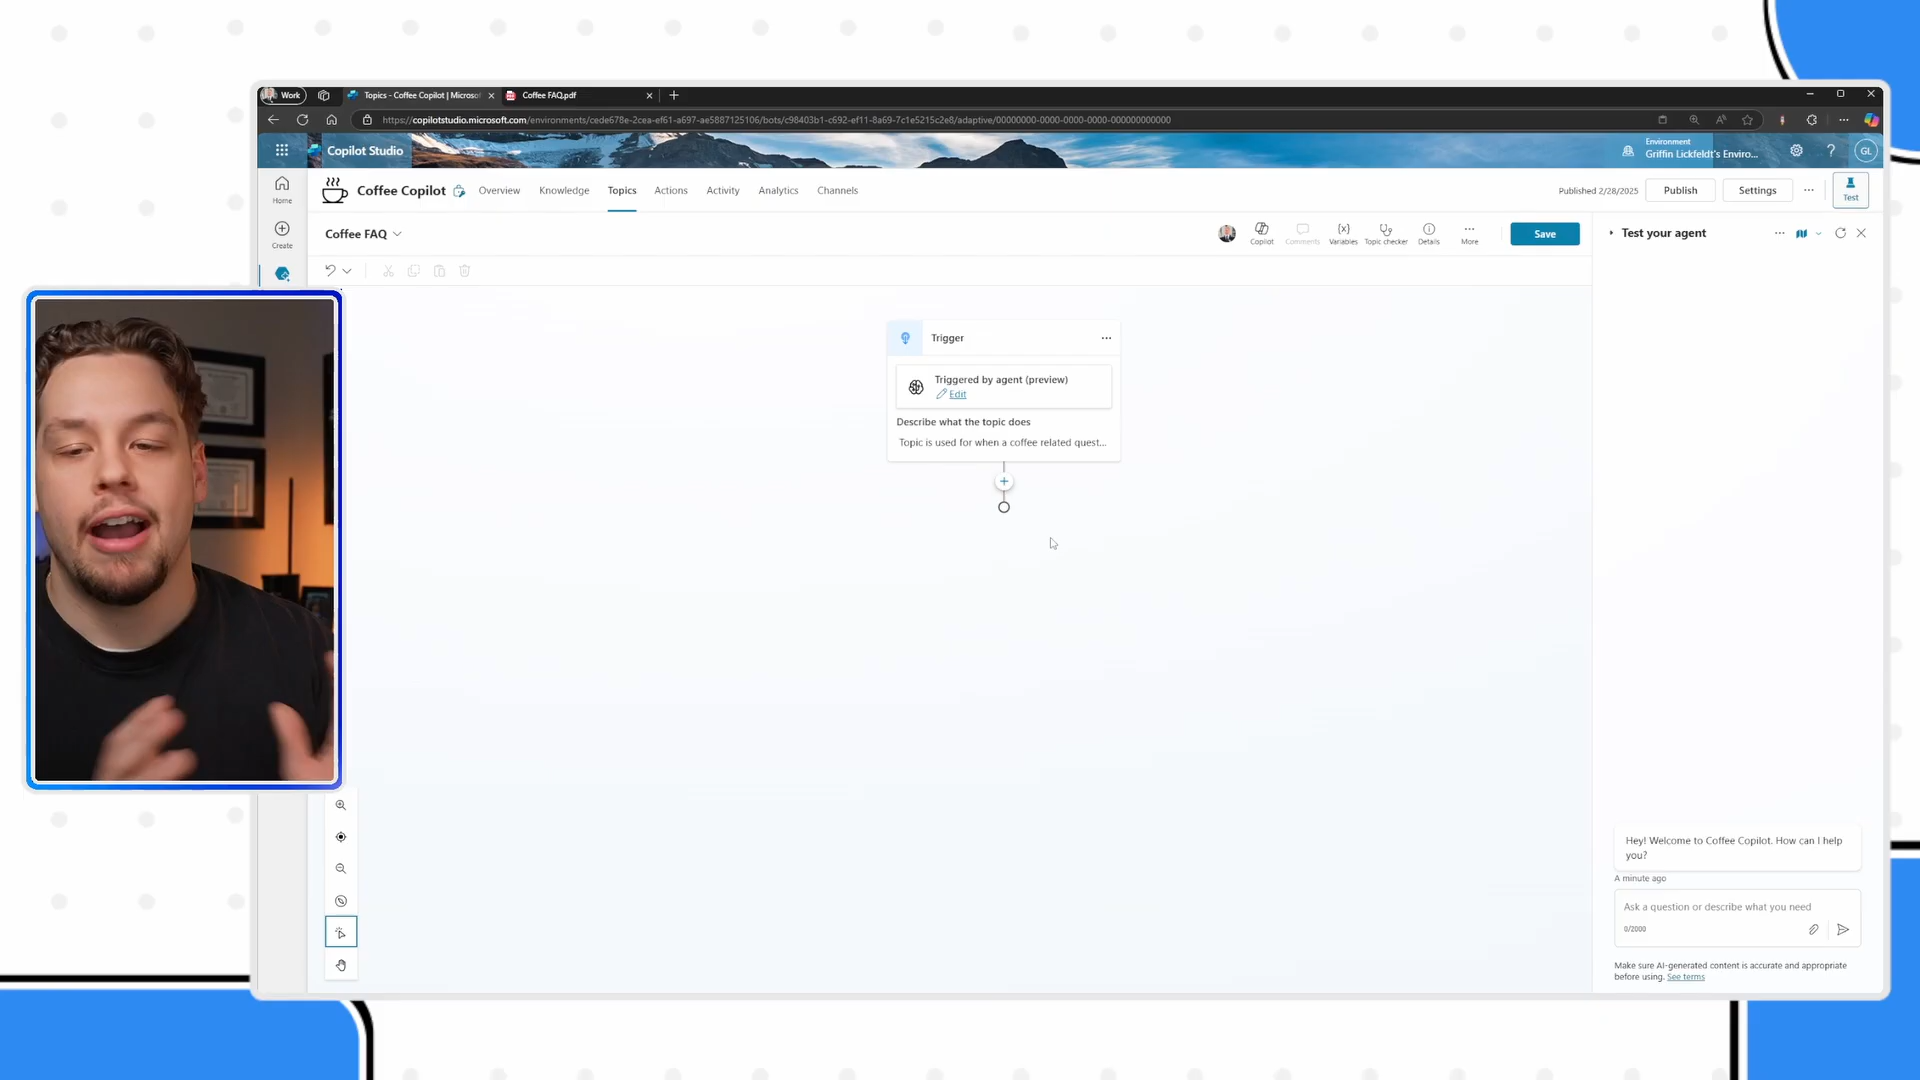 Work
Topics - Coffee Copilot | Microso
Coffee FAQ.pdf
https://copilotstudio.microsoft.com/environments/cede678e-2cea-ef61-a697-ae5887125106/bots/c98403b1-c692-ef11-8a69-7c1e5215c2e8/adaptive/00000000-0000-0000-0000-000000000000
Copilot Studio
Environment
Griffin Lickfeldt's Enviro...
GL
Home
Create
Coffee Copilot
Overview
Knowledge
Topics
Actions
Activity
Analytics
Channels
Published 2/28/2025
Publish
Settings
Test
Coffee FAQ
Copilot
Comments
Variables
Topic checker
Details
More
Save
Test your agent
Trigger
Triggered by agent (preview)
Edit
Describe what the topic does
Topic is used for when a coffee related quest...
Hey! Welcome to Coffee Copilot. How can I help
you?
A minute ago
Ask a question or describe what you need
0/2000
Make sure AI-generated content is accurate and appropriate
before using. See terms